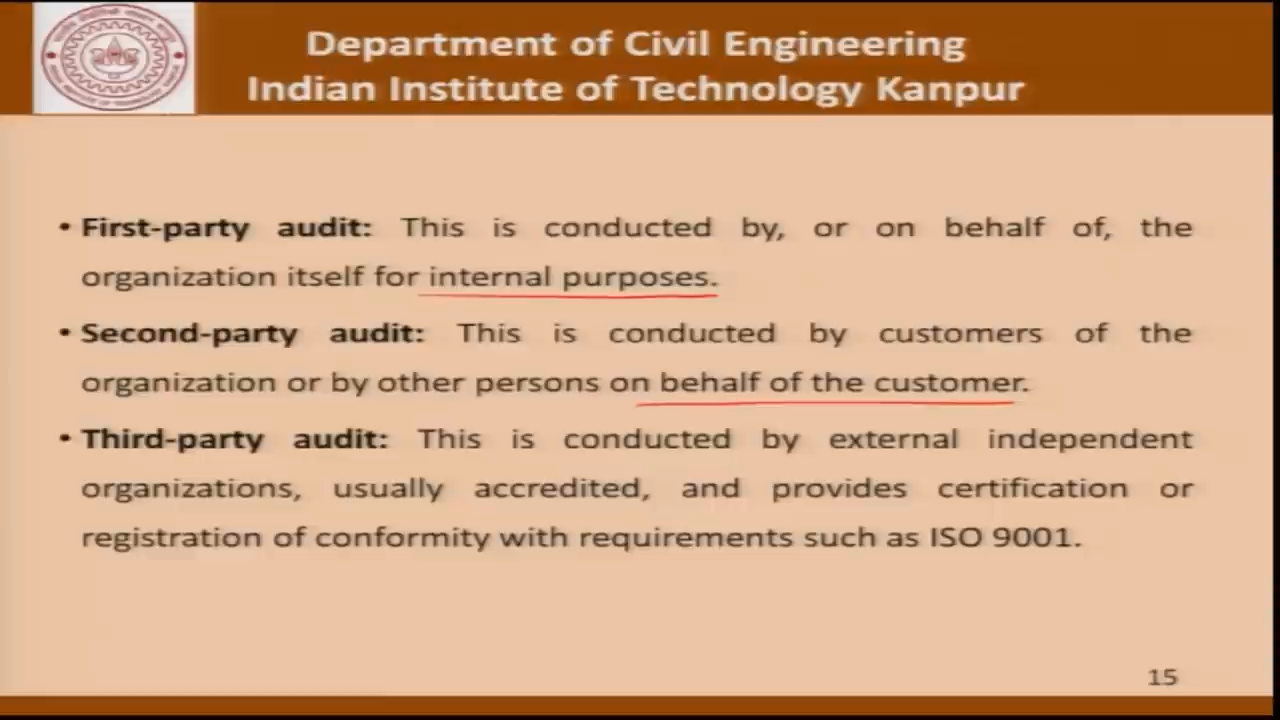 Department of Civil Engineering
Indian Institute of Technology Kanpur
• First-party audit: This is conducted by, or on behalf of, the
organization itself for internal purposes.
• Second-party audit: This is conducted by customers of the
organization or by other persons on behalf of the customer.
• Third-party audit: This is conducted by external independent
organizations, usually accredited, and provides certification or
registration of conformity with requirements such as ISO 9001.
15